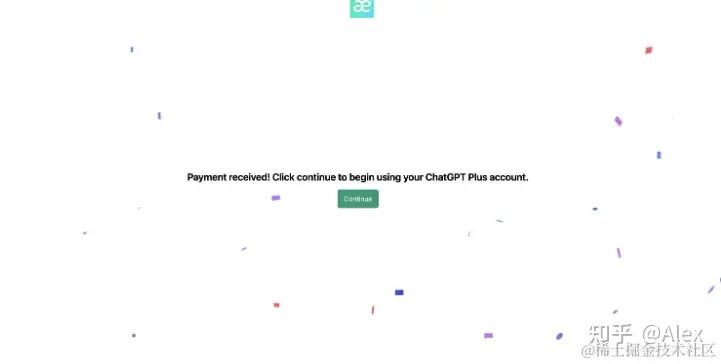 æ
Payment received! Click continue to begin using your ChatGPT Plus account.
Continue
知乎 @Alex
@稀土掘金技术社区